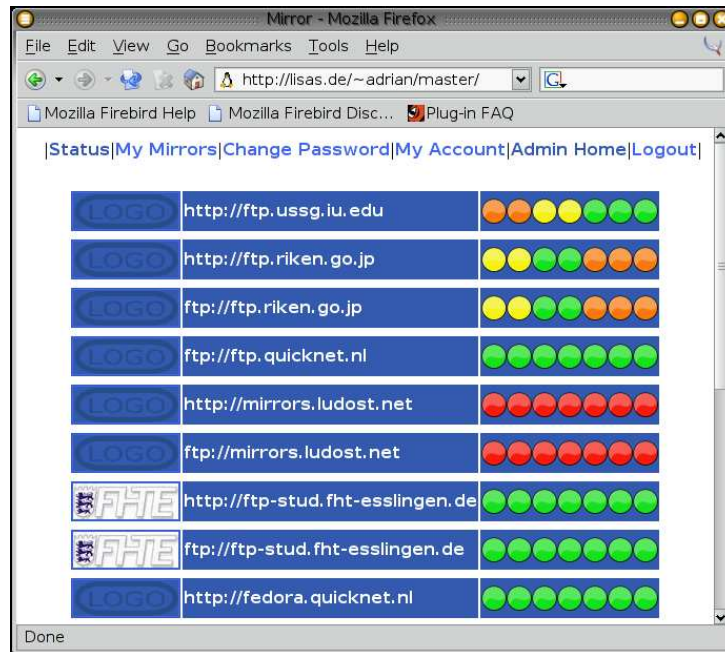 Mirror - Mozilla Firefox
File Edit View Go Bookmarks Tools Help
http://lisas.de/~adrian/master/ G
Mozilla Firebird Help Mozilla Firebird Disc... Plug-in FAQ
|Status|My Mirrors|Change Password|My Account|Admin Home|Logout|
LOGO http://ftp.ussg.iu.edu
LOGO http://ftp.riken.go.jp
LOGO ftp://ftp.riken.go.jp
LOGO ftp://ftp.quicknet.nl
LOGO http://mirrors.ludost.net
LOGO ftp://mirrors.ludost.net
FHTE http://ftp-stud.fht-esslingen.de
FHTE ftp://ftp-stud.fht-esslingen.de
LOGO http://fedora.quicknet.nl
Done